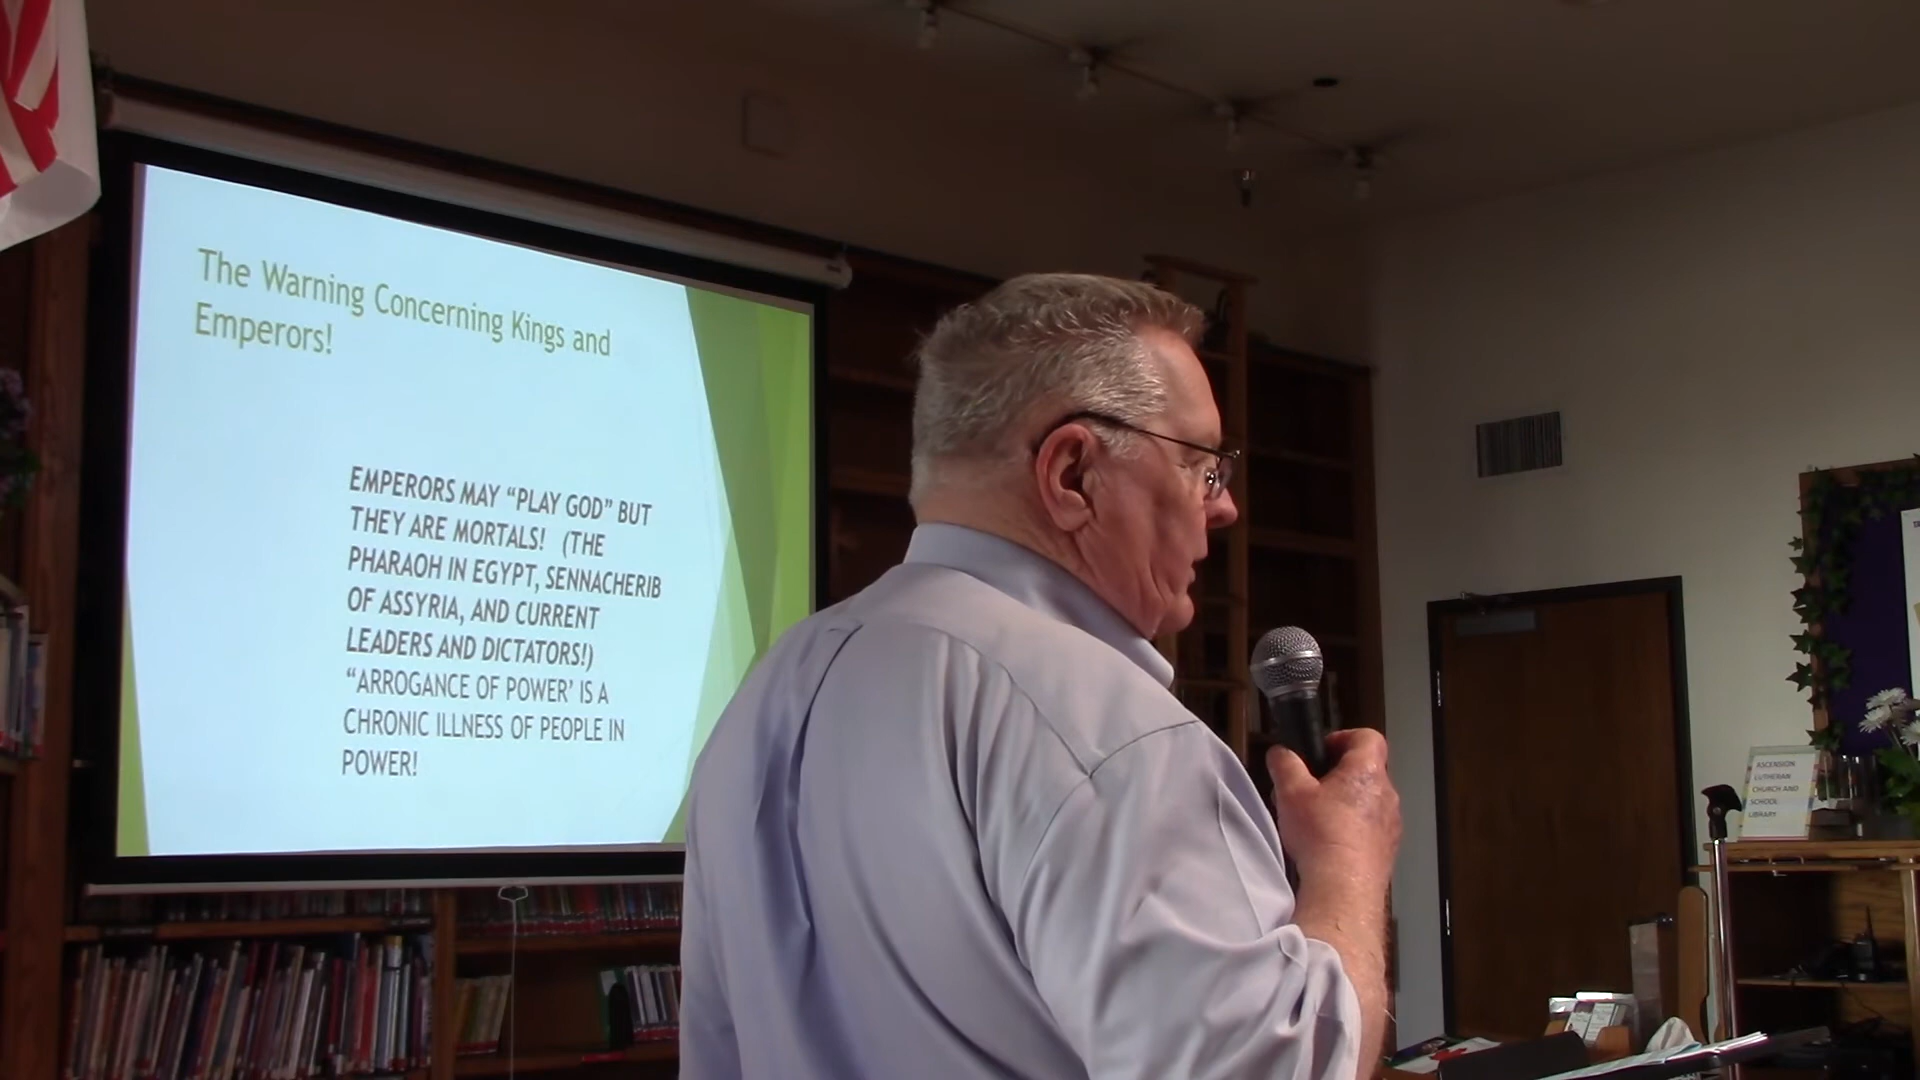 The Warning Concerning Kings and
Emperors!
EMPERORS MAY “PLAY GOD” BUT
THEY ARE MORTALS! (THE
PHARAOH IN EGYPT, SENNACHERIB
OF ASSYRIA, AND CURRENT
LEADERS AND DICTATORS!)
“ARROGANCE OF POWER’ IS A
CHRONIC ILLNESS OF PEOPLE IN
POWER!
ASCENSION
LUTHERAN
CHURCH AND
SCHOOL
LIBRARY